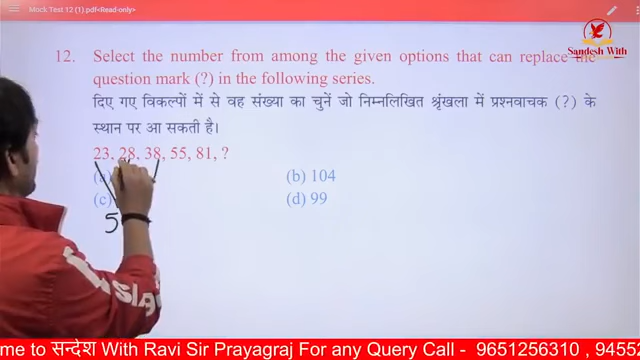 Mock Test 12 (1).pdf<Read-only>
Sandesh With
12. Select the number from among the given options that can replace the
question mark (?) in the following series.
दिए गए विकल्पों में से वह संख्या का चुनें जो निम्नलिखित श्रृंखला में प्रश्नवाचक (?) के
स्थान पर आ सकती है।
23, 28, 38, 55, 81, ?
(a) (b) 104
(c) (d) 99
5
me to सन्देश With Ravi Sir Prayagraj For any Query Call - 9651256310 , 9455